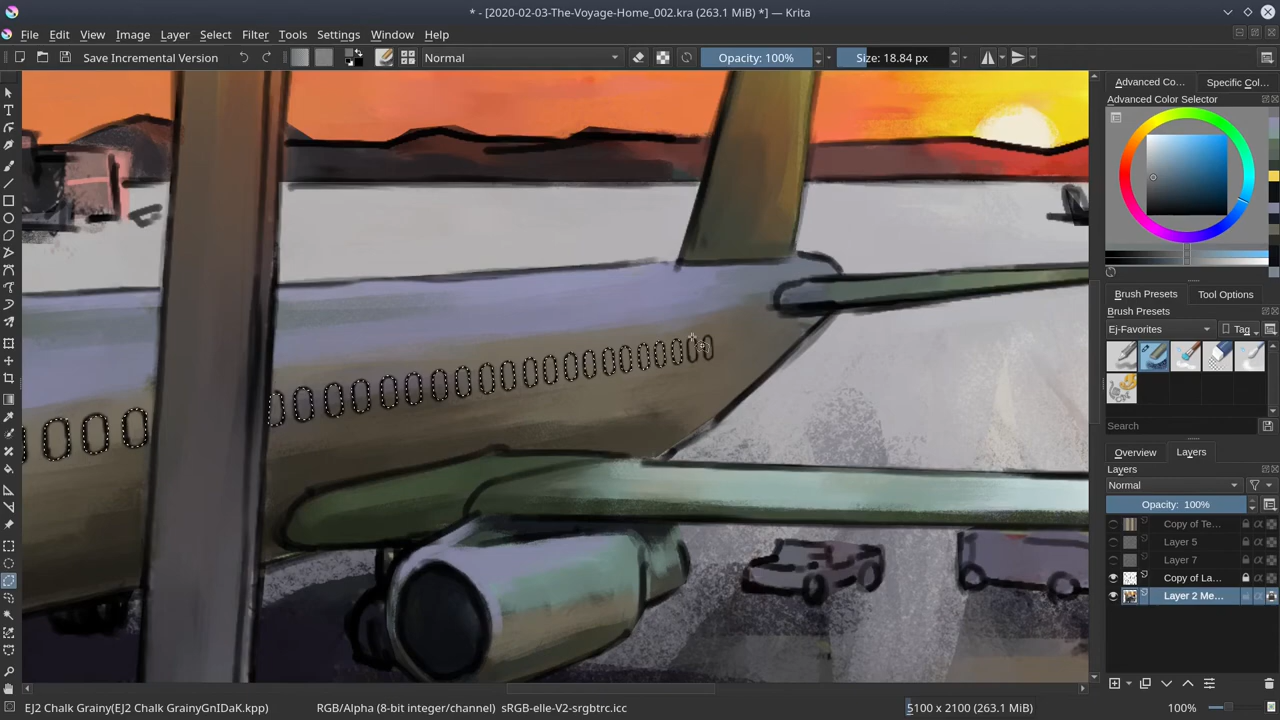 * - [2020-02-03-The-Voyage-Home_002.kra (263.1 MiB) *] — Krita
File Edit View Image Layer Select Filter Tools Settings Window Help
Save Incremental Version Normal Opacity: 100% Size: 18.84 px
Advanced Co... Specific Col...
Advanced Color Selector
Brush Presets Tool Options
Brush Presets
Ej-Favorites Tag
Search
Overview Layers
Layers
Normal
Opacity: 100%
Copy of Te...
Layer 5
Layer 7
Copy of La...
Layer 2 Me...
EJ2 Chalk Grainy(EJ2 Chalk GrainyGnIDaK.kpp) RGB/Alpha (8-bit integer/channel) sRGB-elle-V2-srgbtrc.icc 5100 x 2100 (263.1 MiB) 100%